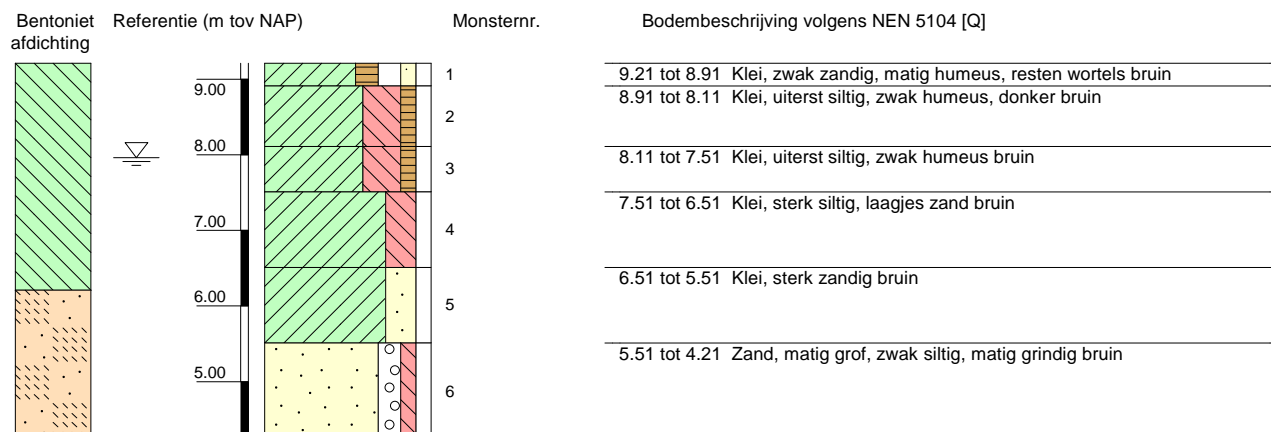 Bentoniet afdichting
Referentie (m tov NAP)
Monsternr.
Bodembeschrijving volgens NEN 5104 [Q]
9.00
8.00
7.00
6.00
5.00
1
2
3
4
5
6
9.21 tot 8.91 Klei, zwak zandig, matig humeus, resten wortels bruin
8.91 tot 8.11 Klei, uiterst siltig, zwak humeus, donker bruin
8.11 tot 7.51 Klei, uiterst siltig, zwak humeus bruin
7.51 tot 6.51 Klei, sterk siltig, laagjes zand bruin
6.51 tot 5.51 Klei, sterk zandig bruin
5.51 tot 4.21 Zand, matig grof, zwak siltig, matig grindig bruin